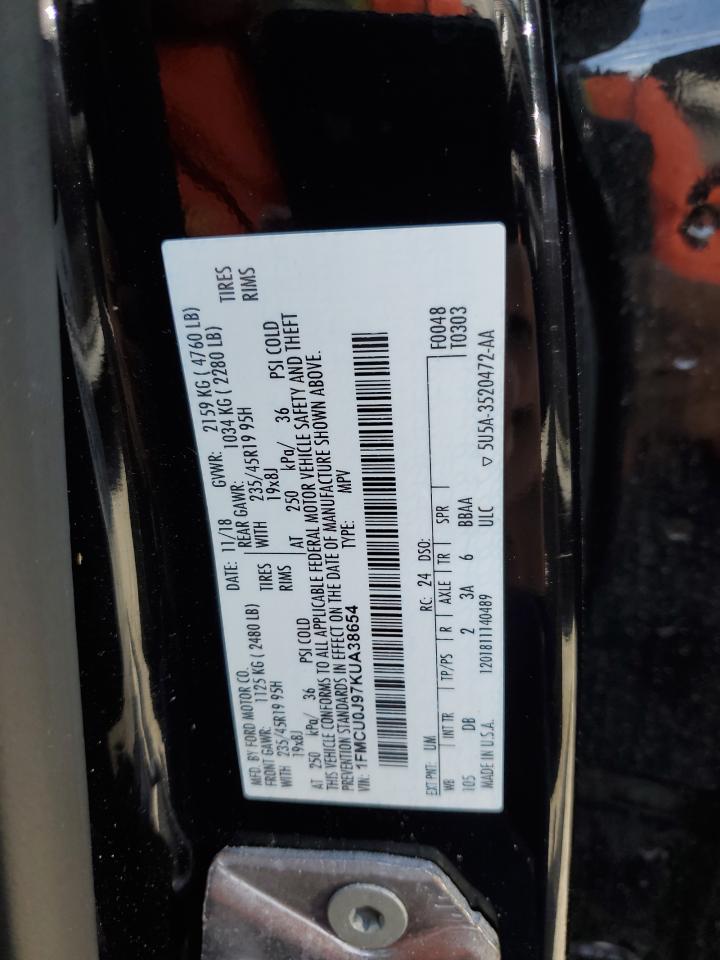 MFD. BY FORD MOTOR CO.
DATE: 11/18
GVWR: 2159 KG ( 4760 LB)
FRONT GAWR: 1125 KG ( 2480 LB)
REAR GAWR: 1034 KG ( 2280 LB)
WITH 235/45R19 95H TIRES
WITH 235/45R19 95H TIRES
19x8J RIMS
19x8J RIMS
AT 250 kPa/ 36 PSI COLD
AT 250 kPa/ 36 PSI COLD
THIS VEHICLE CONFORMS TO ALL APPLICABLE FEDERAL MOTOR VEHICLE SAFETY AND THEFT
PREVENTION STANDARDS IN EFFECT ON THE DATE OF MANUFACTURE SHOWN ABOVE.
VIN: 1FMCU0J97KUA38654
TYPE: MPV
EXT PNT: UM RC: 24 DSO: F0048
WB INT TR TP/PS R AXLE TR SPR T0303
105 DB 2 3A 6 BBAA
MADE IN U.S.A. 1201811140489 ULC ▽ 5U5A-3520472-AA